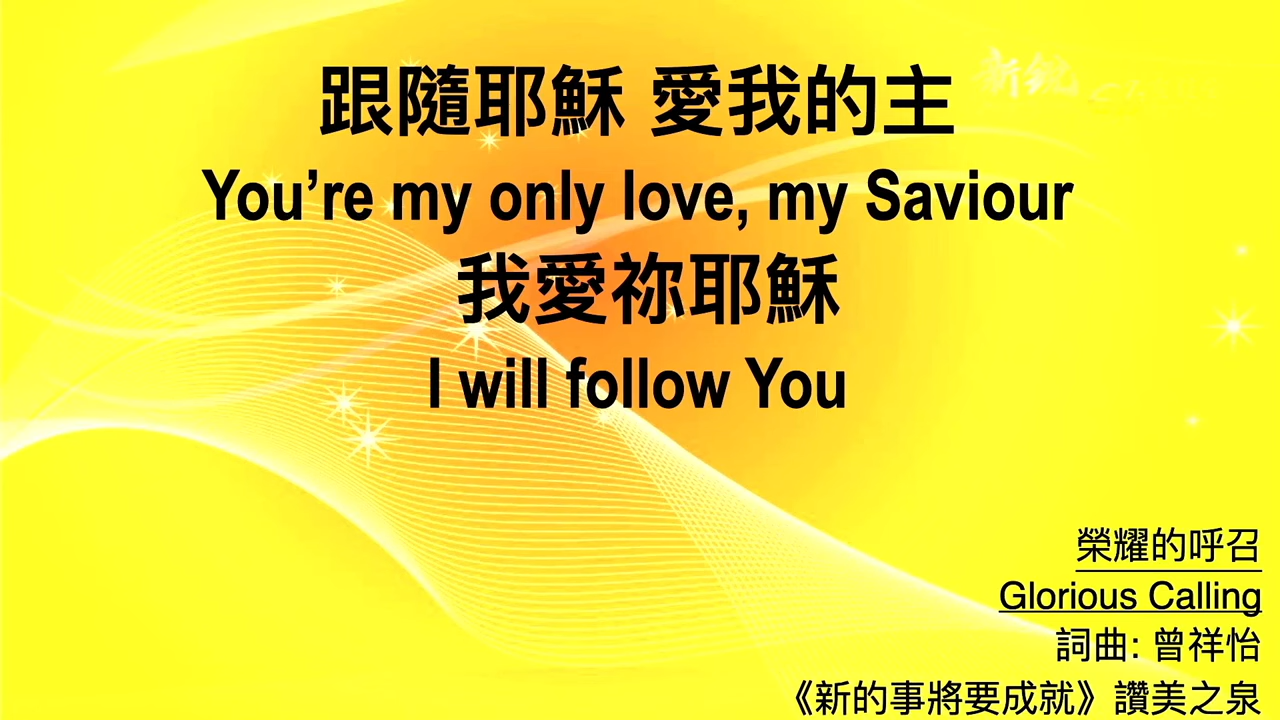 跟隨耶穌 愛我的主
You’re my only love, my Saviour
我愛祢耶穌
I will follow You
榮耀的呼召
Glorious Calling
詞曲: 曾祥怡
《新的事將要成就》讚美之泉
新銳